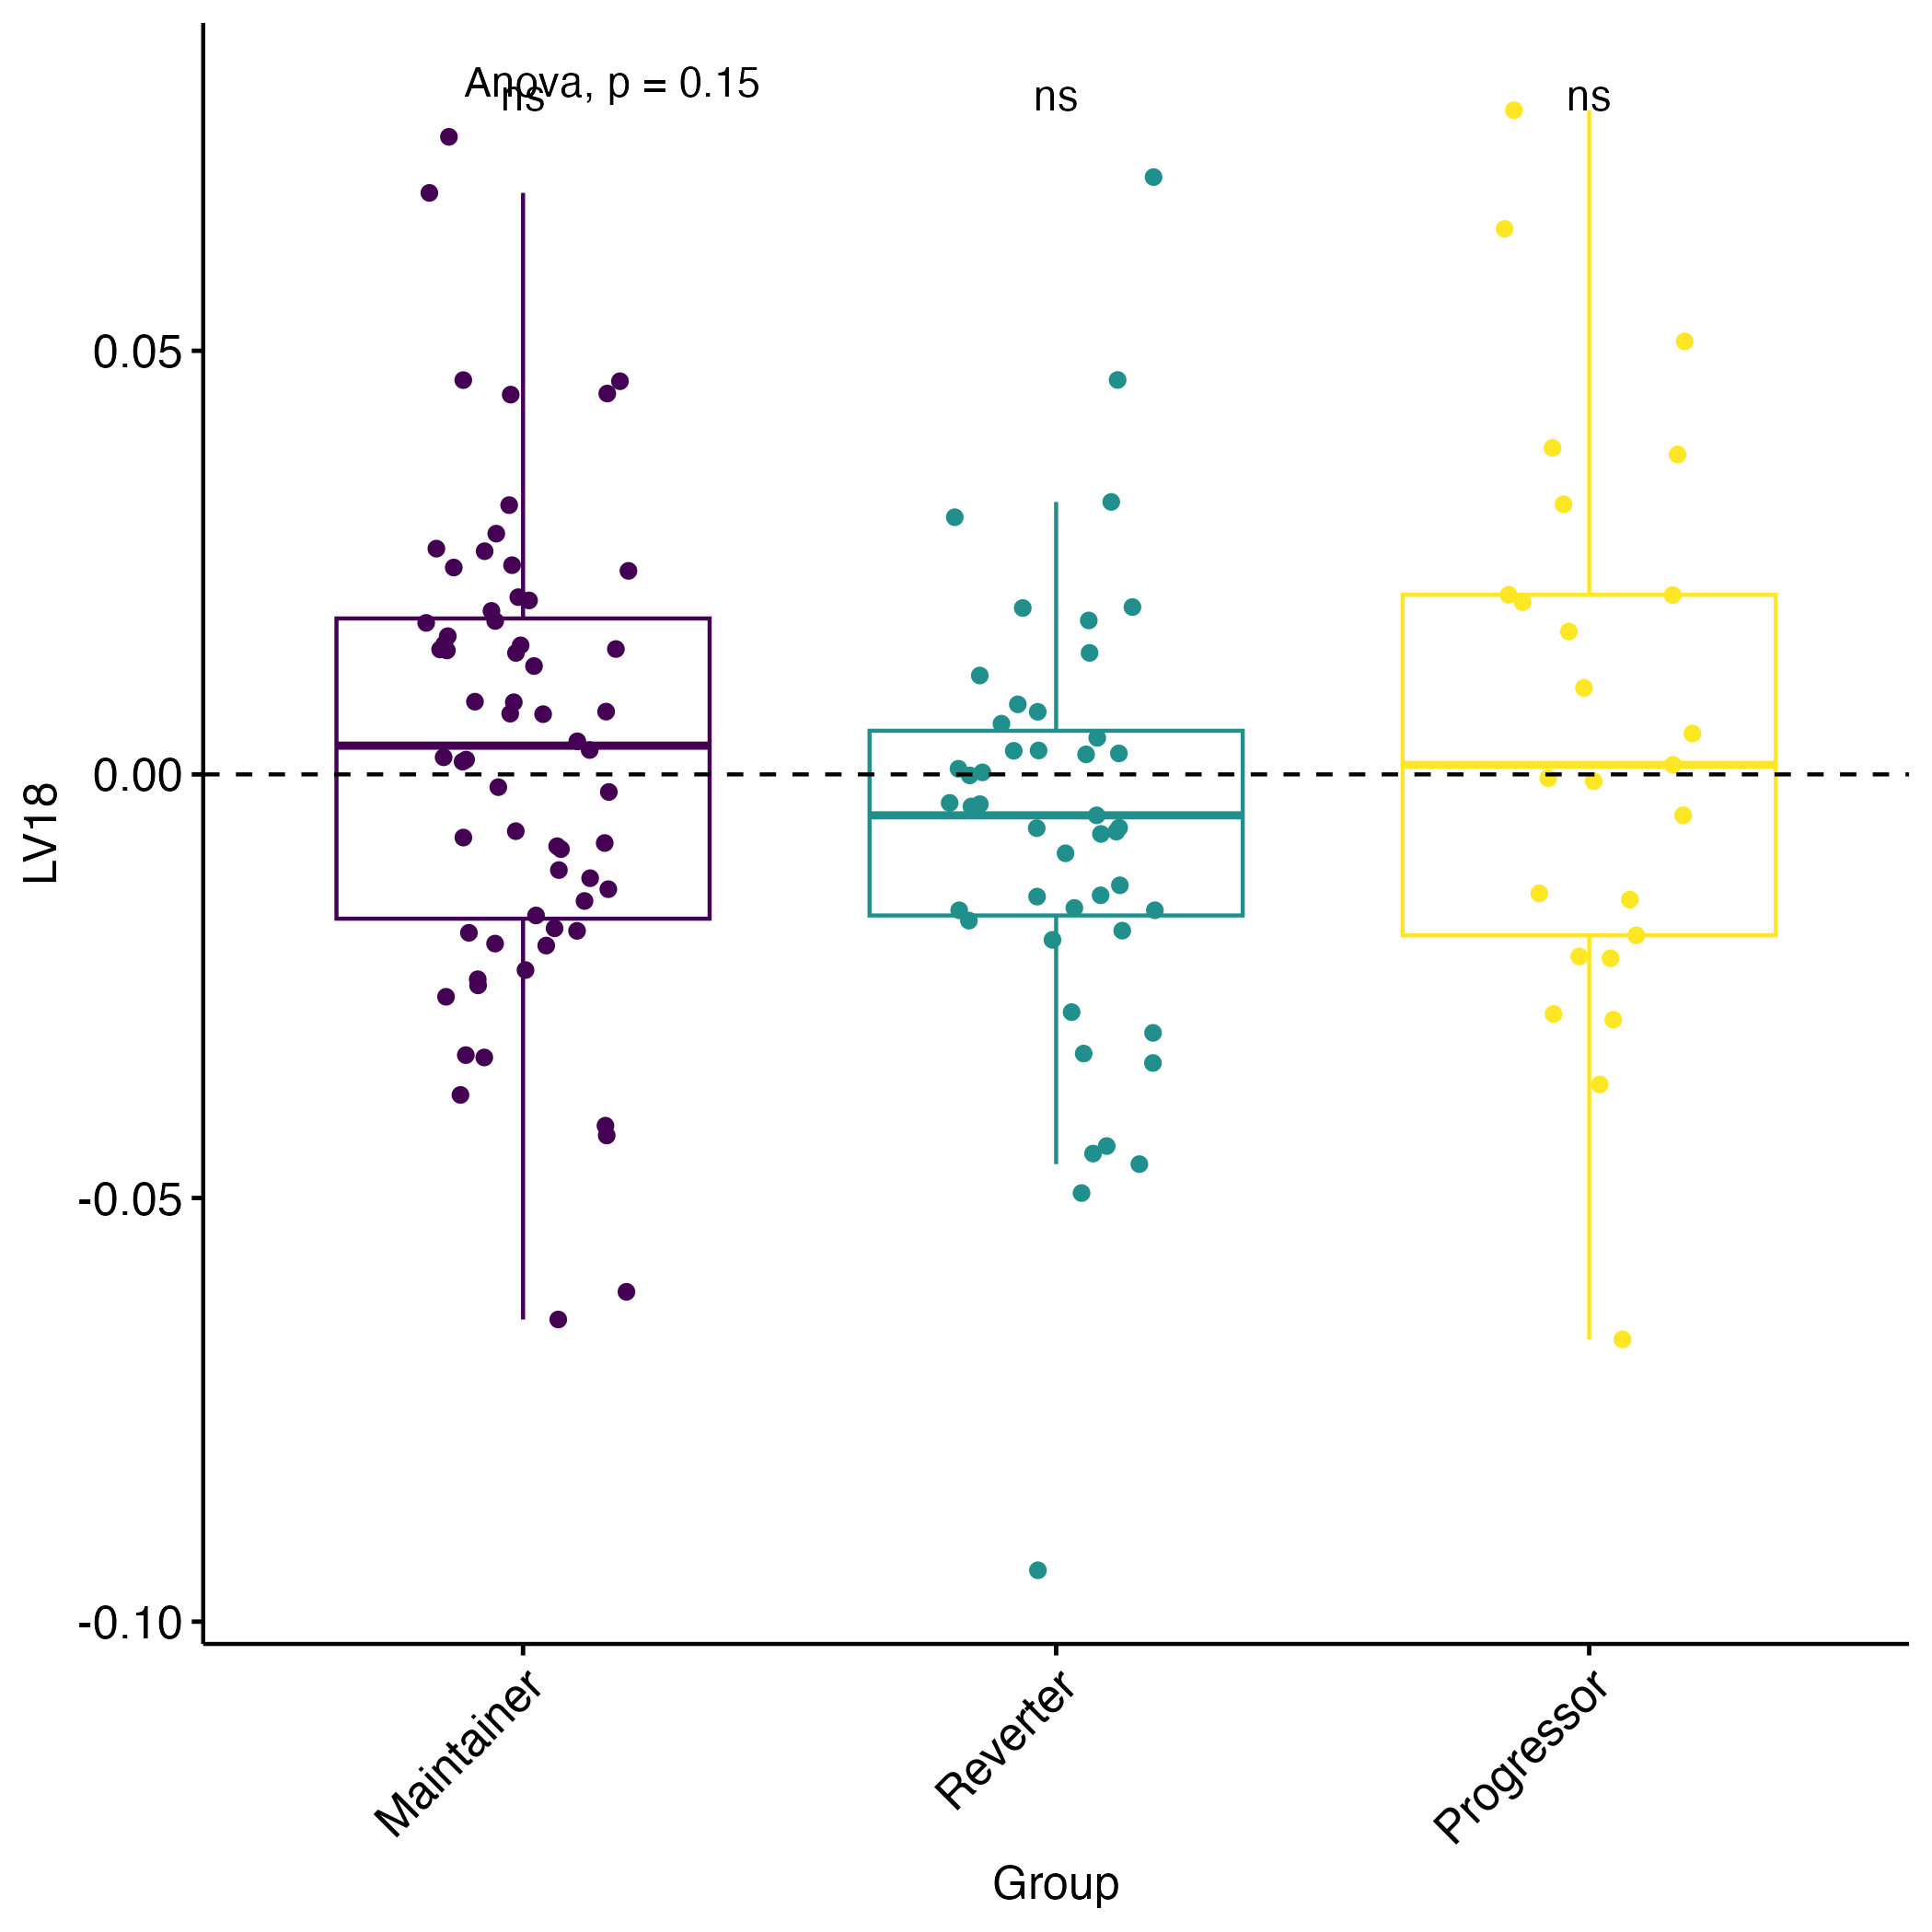 Anova, p = 0.15
ns
ns
ns
0.05
0.00
-0.05
-0.10
LV18
Maintainer
Reverter
Progressor
Group